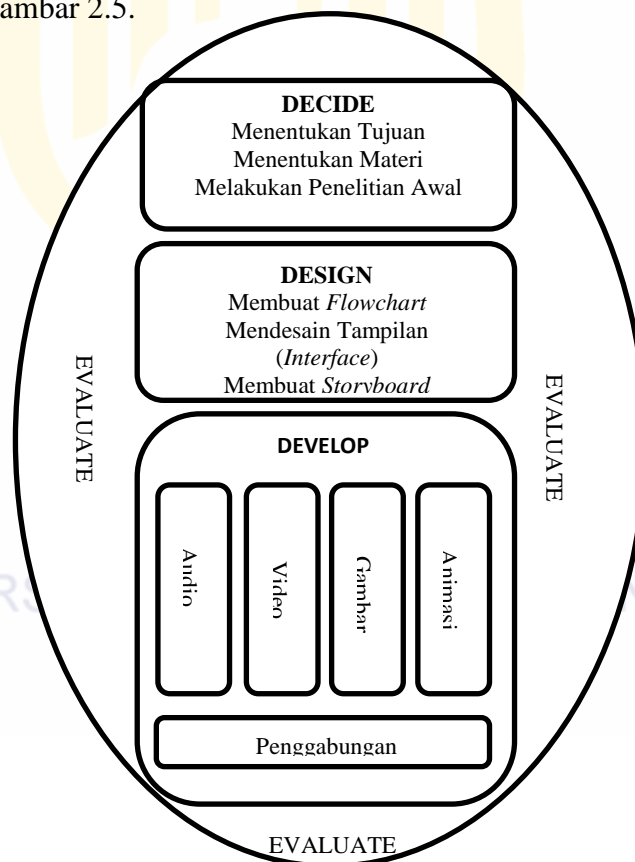 ambar 2.5.
DECIDE
Menentukan Tujuan
Menentukan Materi
Melakukan Penelitian Awal
DESIGN
Membuat Flowchart
Mendesain Tampilan
(Interface)
Membuat Storyboard
EVALUATE
EVALUATE
DEVELOP
Audio
Video
Gambar
Animasi
Penggabungan
EVALUATE